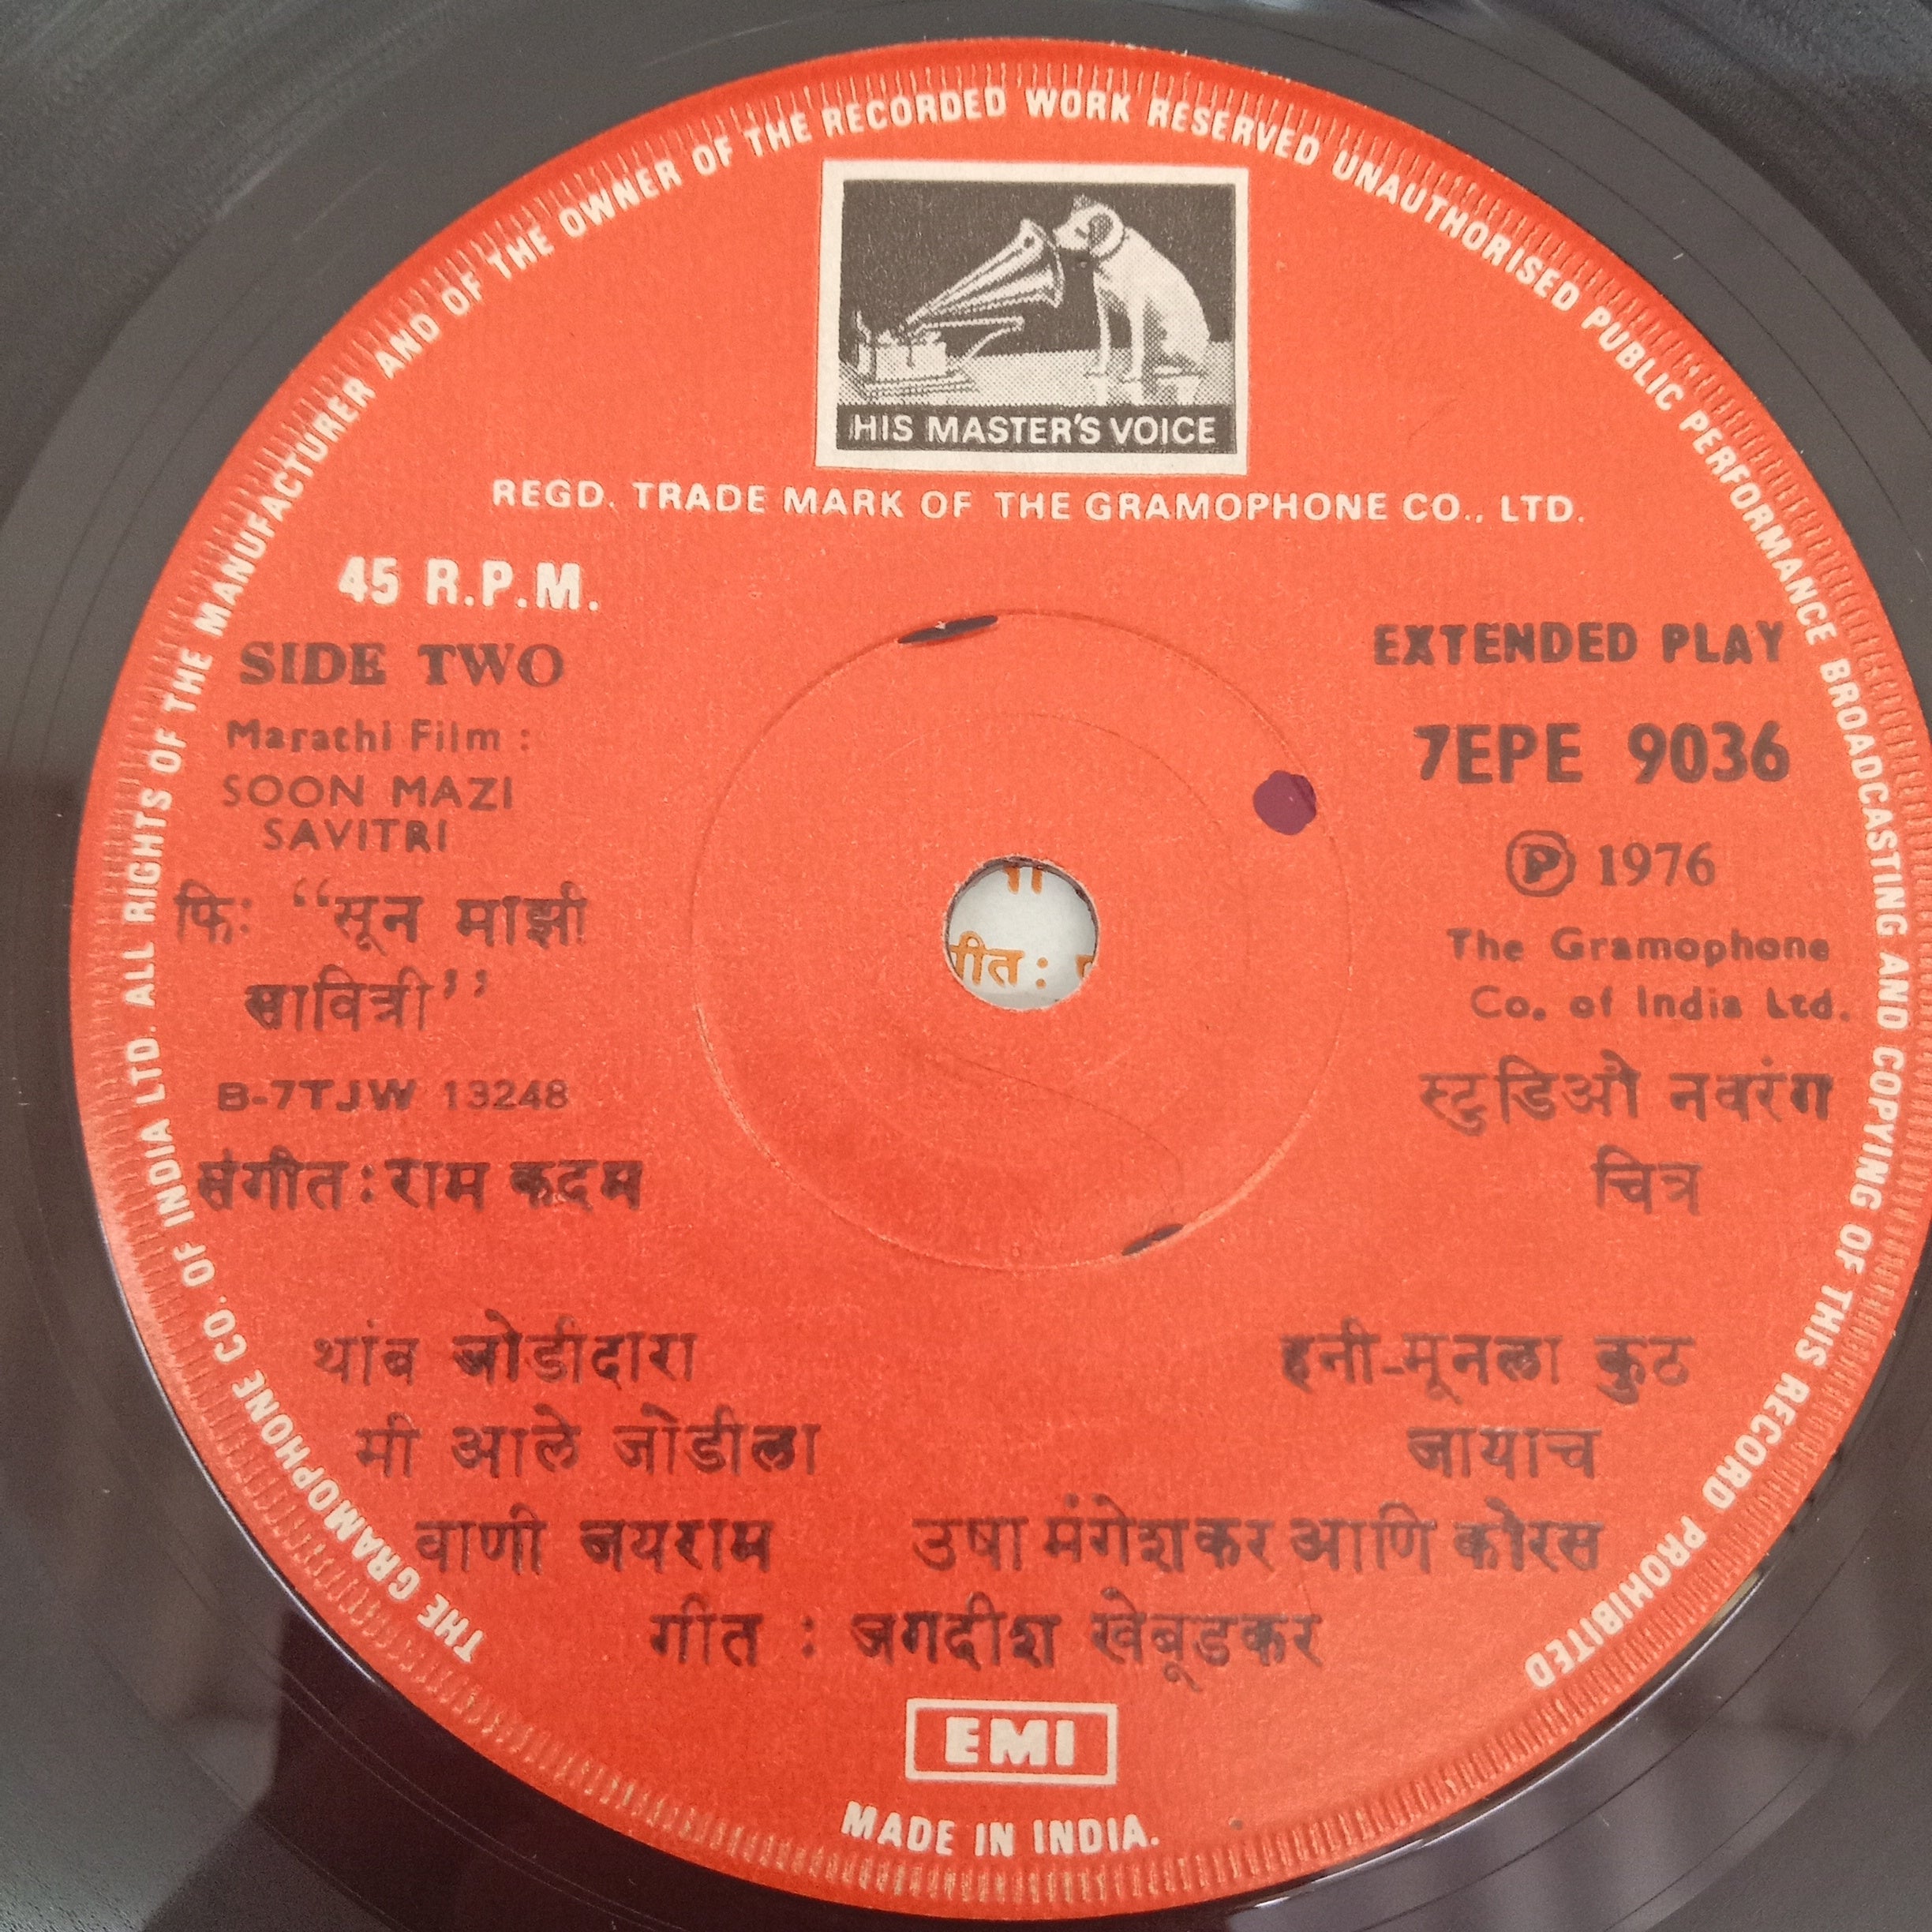 THE GRAMOPHONE CO. OF INDIA LTD. ALL RIGHTS OF THE MANUFACTURER AND OF THE OWNER OF THE RECORDED WORK RESERVED UNAUTHORISED PUBLIC PERFORMANCE BROADCASTING AND COPYING OF THIS RECORD PROHIBITED
HIS MASTER'S VOICE
REGD. TRADE MARK OF THE GRAMOPHONE CO., LTD.
45 R.P.M.
SIDE TWO
Marathi Film :
SOON MAZI
SAVITRI
फि: “सून माझी
सावित्री”
B-7TJW 13248
संगीत : राम कदम
EXTENDED PLAY
7EPE 9036
Ⓟ 1976
The Gramophone
Co. of India Ltd.
स्टुडिओ नवरंग
चित्र
गीत :
थांब जोडीदारा
मी आले जोडीला
वाणी जयराम
हनी-मूनला कुठ
जायाच
उषा मंगेशकर आणि कोरस
गीत : जगदीश खेबूडकर
EMI
MADE IN INDIA.